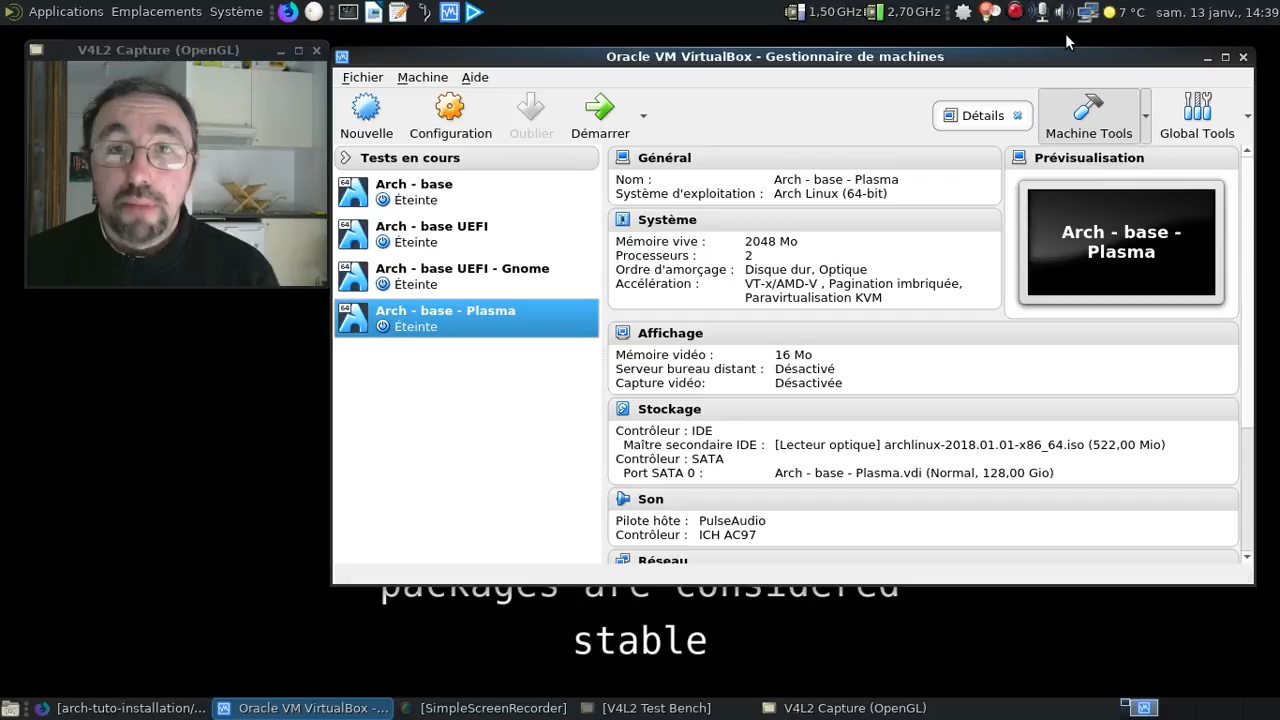 Applications Emplacements Système
1,50 GHz 2,70 GHz 7 °C sam. 13 janv., 14:39
V4L2 Capture (OpenGL)
Oracle VM VirtualBox - Gestionnaire de machines
Fichier Machine Aide
Nouvelle Configuration Oublier Démarrer Détails Machine Tools Global Tools
Tests en cours
64 Arch - base
Éteinte
64 Arch - base UEFI
Éteinte
64 Arch - base UEFI - Gnome
Éteinte
64 Arch - base - Plasma
Éteinte
Général
Nom : Arch - base - Plasma
Système d'exploitation : Arch Linux (64-bit)
Système
Mémoire vive : 2048 Mo
Processeurs : 2
Ordre d'amorçage : Disque dur, Optique
Accélération : VT-x/AMD-V , Pagination imbriquée,
Paravirtualisation KVM
Prévisualisation
Arch - base -
Plasma
Affichage
Mémoire vidéo : 16 Mo
Serveur bureau distant : Désactivé
Capture vidéo: Désactivée
Stockage
Contrôleur : IDE
Maître secondaire IDE : [Lecteur optique] archlinux-2018.01.01-x86_64.iso (522,00 Mio)
Contrôleur : SATA
Port SATA 0 : Arch - base - Plasma.vdi (Normal, 128,00 Gio)
Son
Pilote hôte : PulseAudio
Contrôleur : ICH AC97
Réseau
packages are considered
stable
[arch-tuto-installation/... Oracle VM VirtualBox -... [SimpleScreenRecorder] [V4L2 Test Bench] V4L2 Capture (OpenGL)